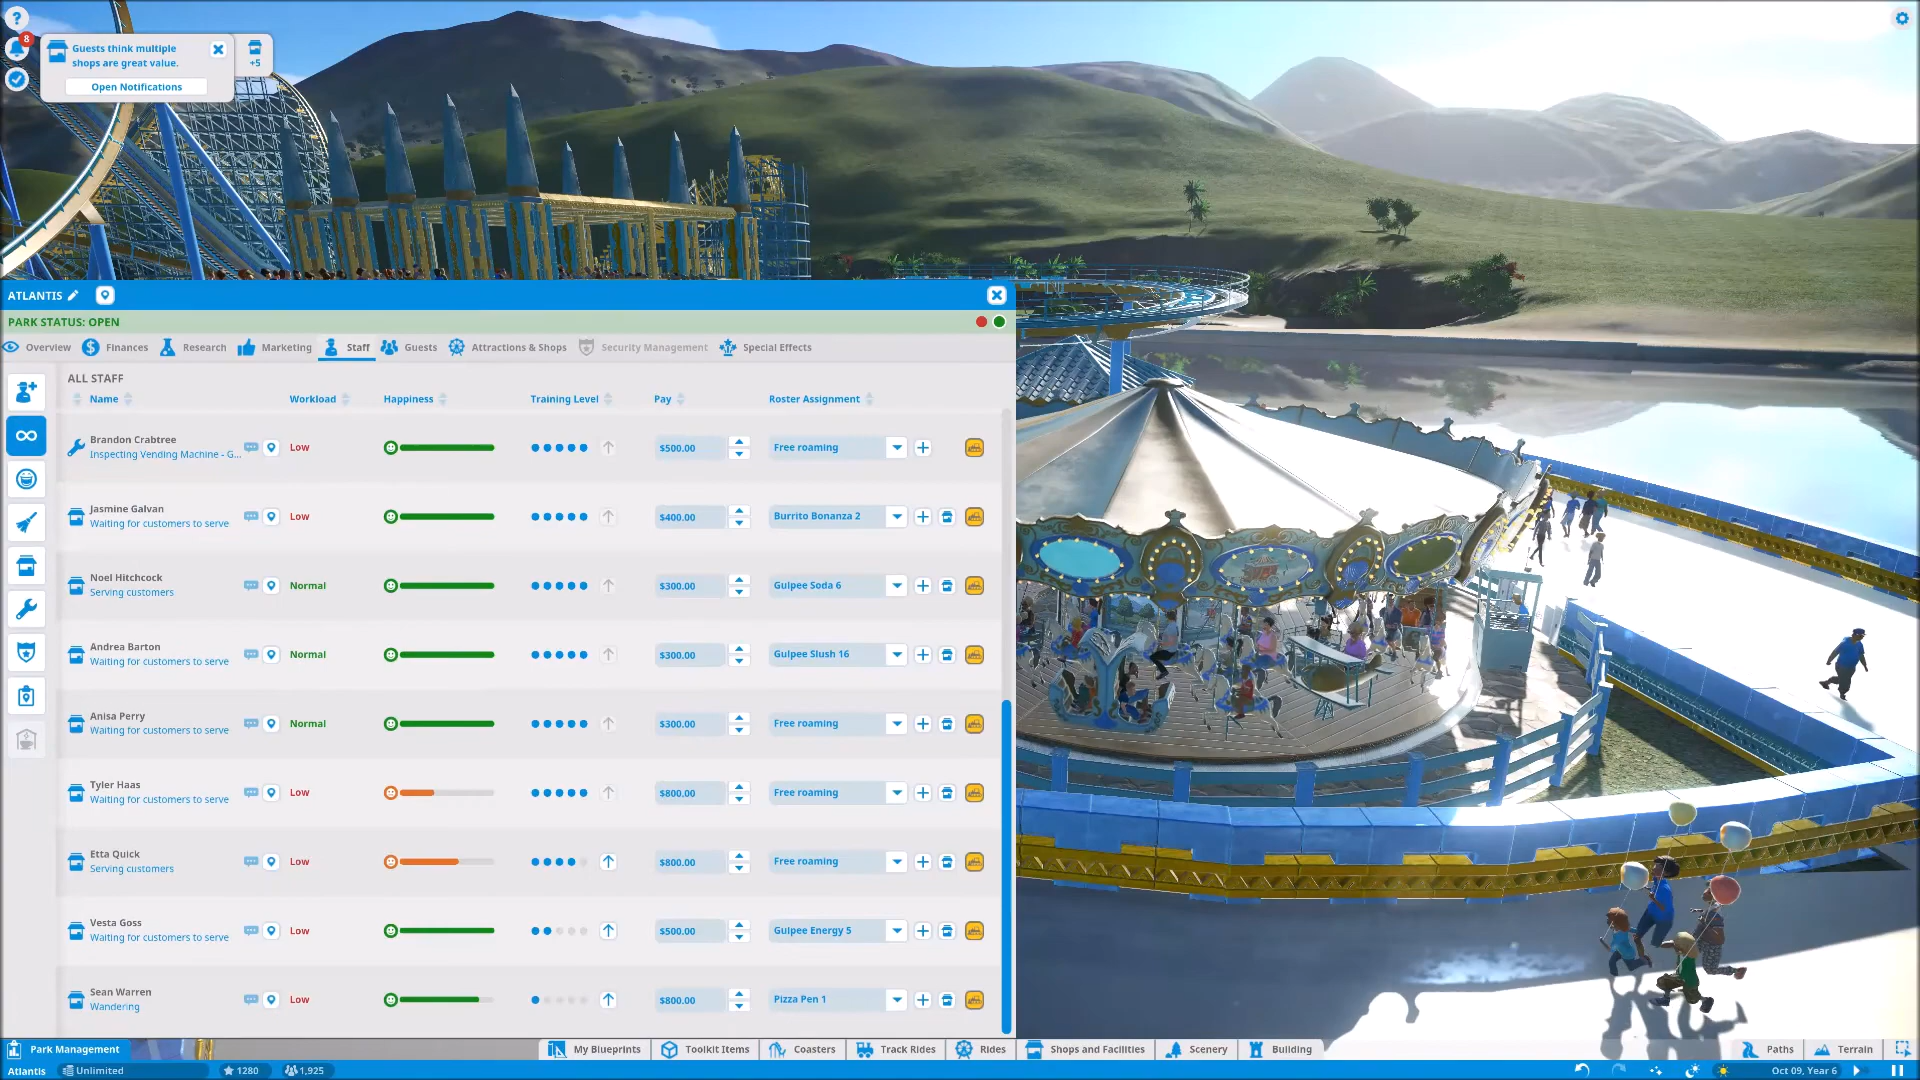 ?
8
Guests think multiple
shops are great value.
Open Notifications
+5
ATLANTIS
PARK STATUS: OPEN
Overview Finances Research Marketing Staff Guests Attractions & Shops Security Management Special Effects
ALL STAFF
Name Workload Happiness Training Level Pay Roster Assignment
Brandon Crabtree
Inspecting Vending Machine - G...
Low $500.00 Free roaming
Jasmine Galvan
Waiting for customers to serve
Low $400.00 Burrito Bonanza 2
Noel Hitchcock
Serving customers
Normal $300.00 Gulpee Soda 6
Andrea Barton
Waiting for customers to serve
Normal $300.00 Gulpee Slush 16
Anisa Perry
Waiting for customers to serve
Normal $300.00 Free roaming
Tyler Haas
Waiting for customers to serve
Low $800.00 Free roaming
Etta Quick
Serving customers
Low $800.00 Free roaming
Vesta Goss
Waiting for customers to serve
Low $500.00 Gulpee Energy 5
Sean Warren
Wandering
Low $800.00 Pizza Pen 1
Park Management My Blueprints Toolkit Items Coasters Track Rides Rides Shops and Facilities Scenery Building Paths Terrain
Atlantis Unlimited 1280 1,925 Oct 09, Year 6